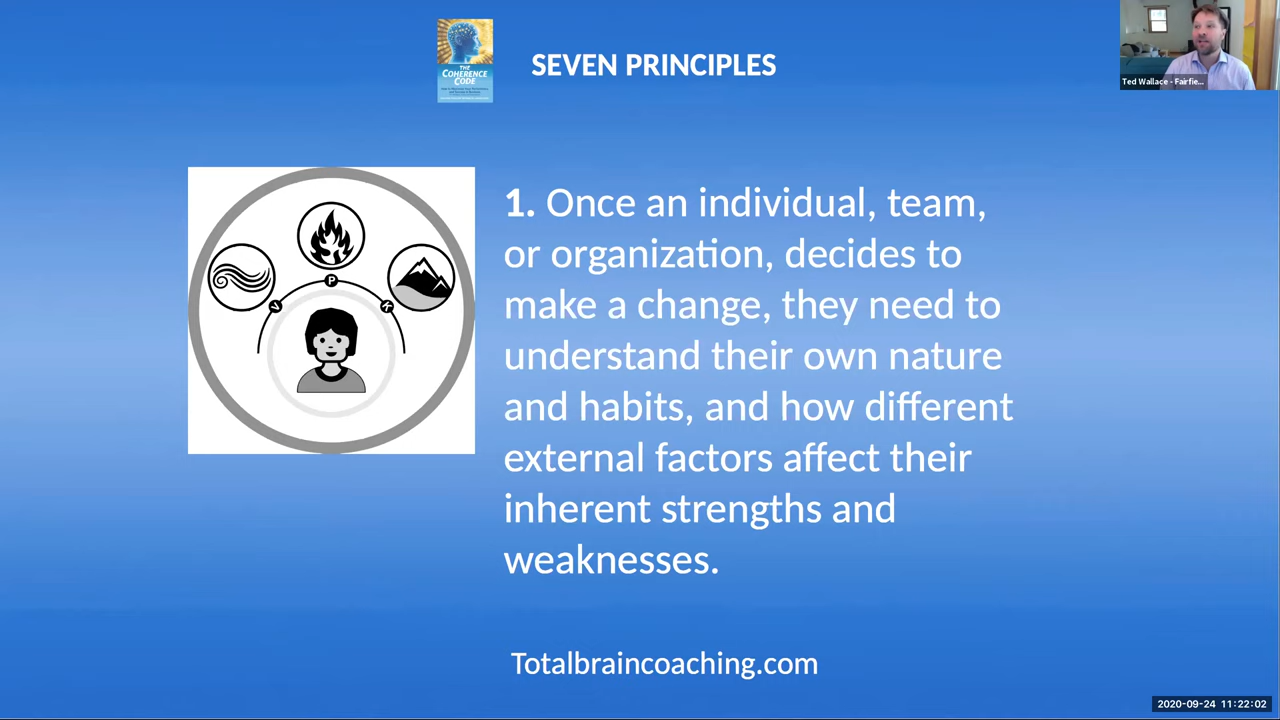 THE
COHERENCE
CODE
SEVEN PRINCIPLES
Ted Wallace - Fairfie...
V
P
K
1. Once an individual, team,
or organization, decides to
make a change, they need to
understand their own nature
and habits, and how different
external factors affect their
inherent strengths and
weaknesses.
Totalbraincoaching.com
2020-09-24 11:22:02